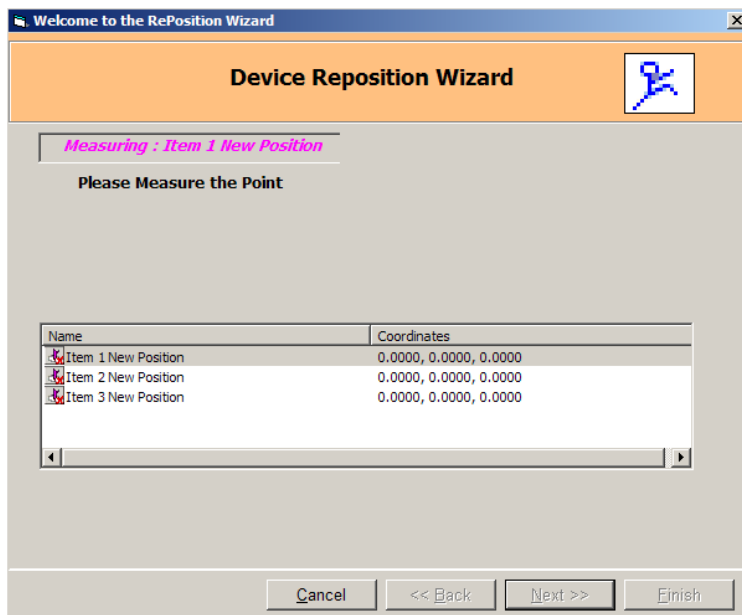 Welcome to the RePosition Wizard
Device Reposition Wizard
Measuring : Item 1 New Position
Please Measure the Point
Name Coordinates
Item 1 New Position 0.0000, 0.0000, 0.0000
Item 2 New Position 0.0000, 0.0000, 0.0000
Item 3 New Position 0.0000, 0.0000, 0.0000
Cancel << Back Next >> Finish